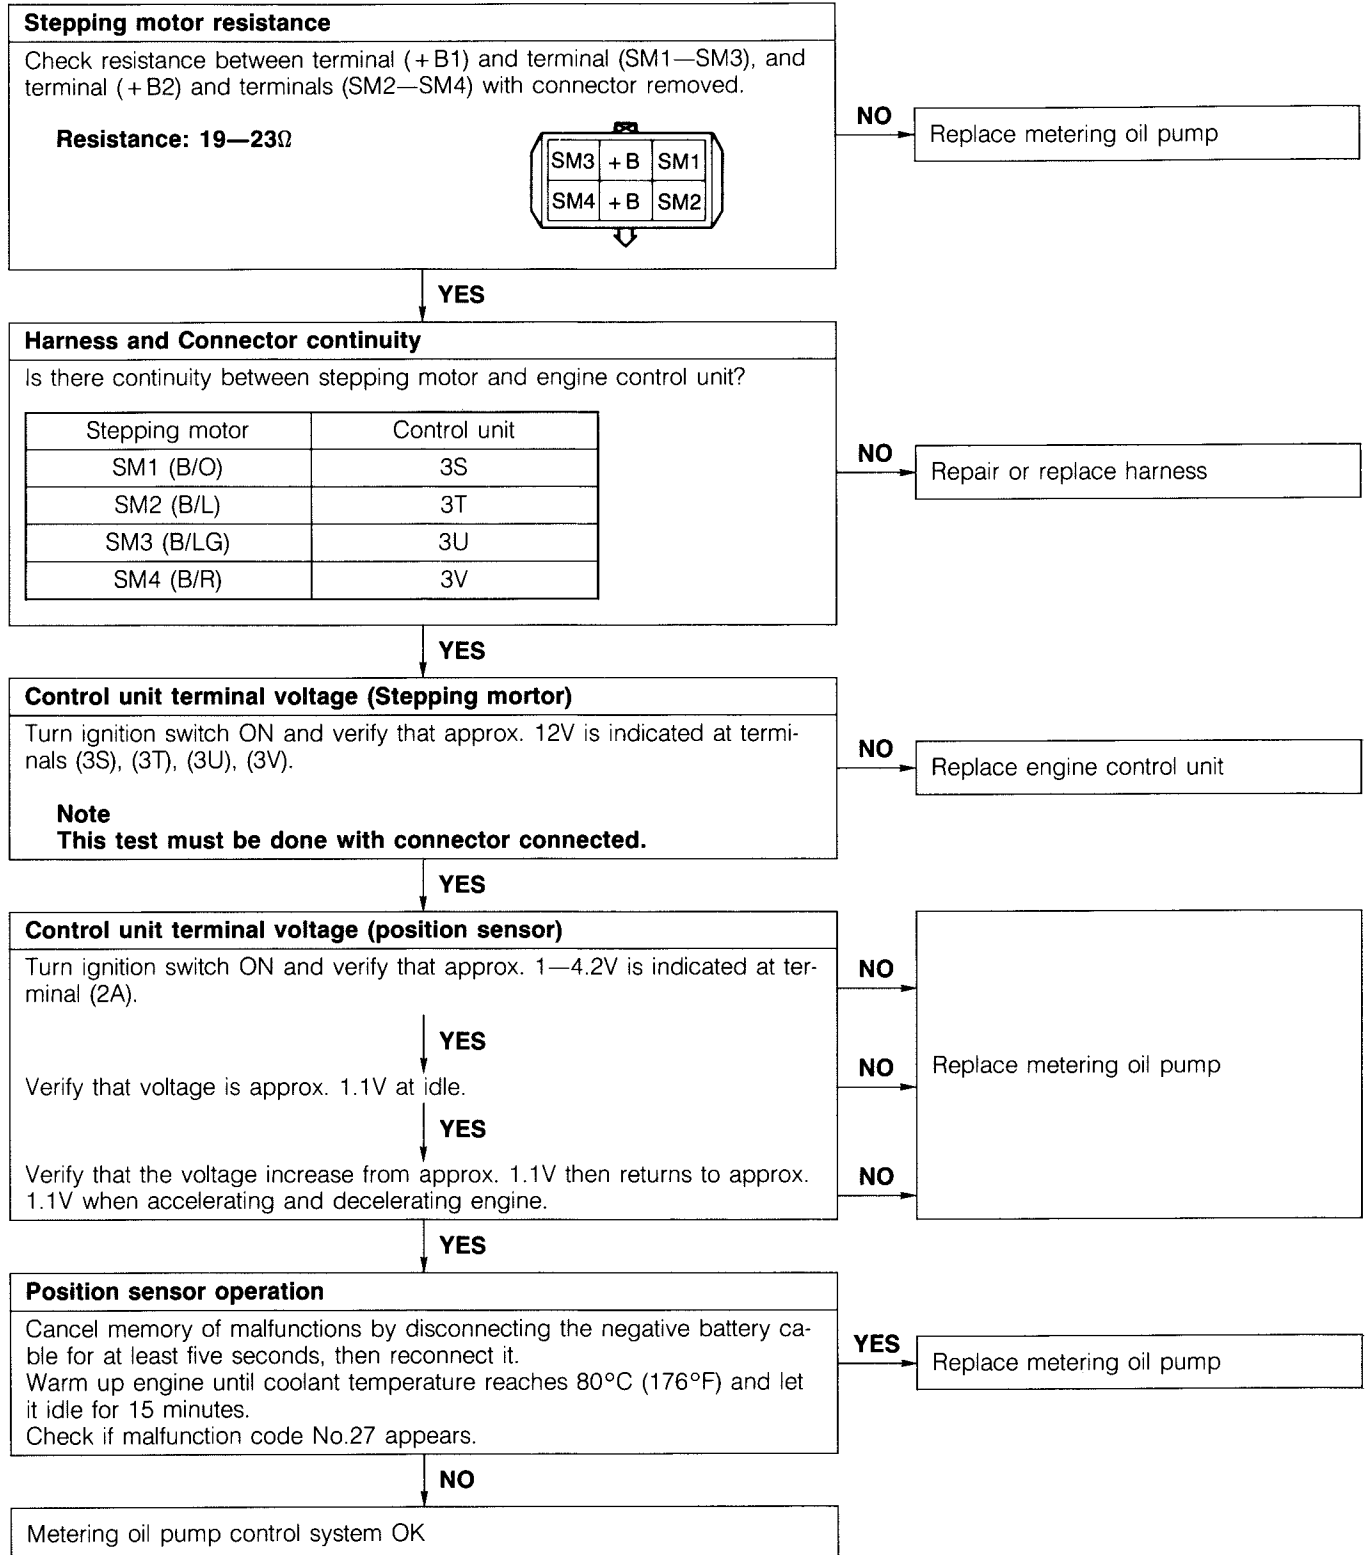 Stepping motor resistance
Check resistance between terminal (+B1) and terminal (SM1—SM3), and
terminal (+B2) and terminals (SM2—SM4) with connector removed.
Resistance: 19—23Ω
SM3 +B SM1
SM4 +B SM2
NO
Replace metering oil pump
YES
Harness and Connector continuity
Is there continuity between stepping motor and engine control unit?
Stepping motor Control unit
SM1 (B/O) 3S
SM2 (B/L) 3T
SM3 (B/LG) 3U
SM4 (B/R) 3V
NO
Repair or replace harness
YES
Control unit terminal voltage (Stepping mortor)
Turn ignition switch ON and verify that approx. 12V is indicated at termi-
nals (3S), (3T), (3U), (3V).
Note
This test must be done with connector connected.
NO
Replace engine control unit
YES
Control unit terminal voltage (position sensor)
Turn ignition switch ON and verify that approx. 1—4.2V is indicated at ter-
minal (2A).
NO
YES
Verify that voltage is approx. 1.1V at idle.
NO
Replace metering oil pump
YES
Verify that the voltage increase from approx. 1.1V then returns to approx.
1.1V when accelerating and decelerating engine.
NO
YES
Position sensor operation
Cancel memory of malfunctions by disconnecting the negative battery ca-
ble for at least five seconds, then reconnect it.
Warm up engine until coolant temperature reaches 80°C (176°F) and let
it idle for 15 minutes.
Check if malfunction code No.27 appears.
YES
Replace metering oil pump
NO
Metering oil pump control system OK